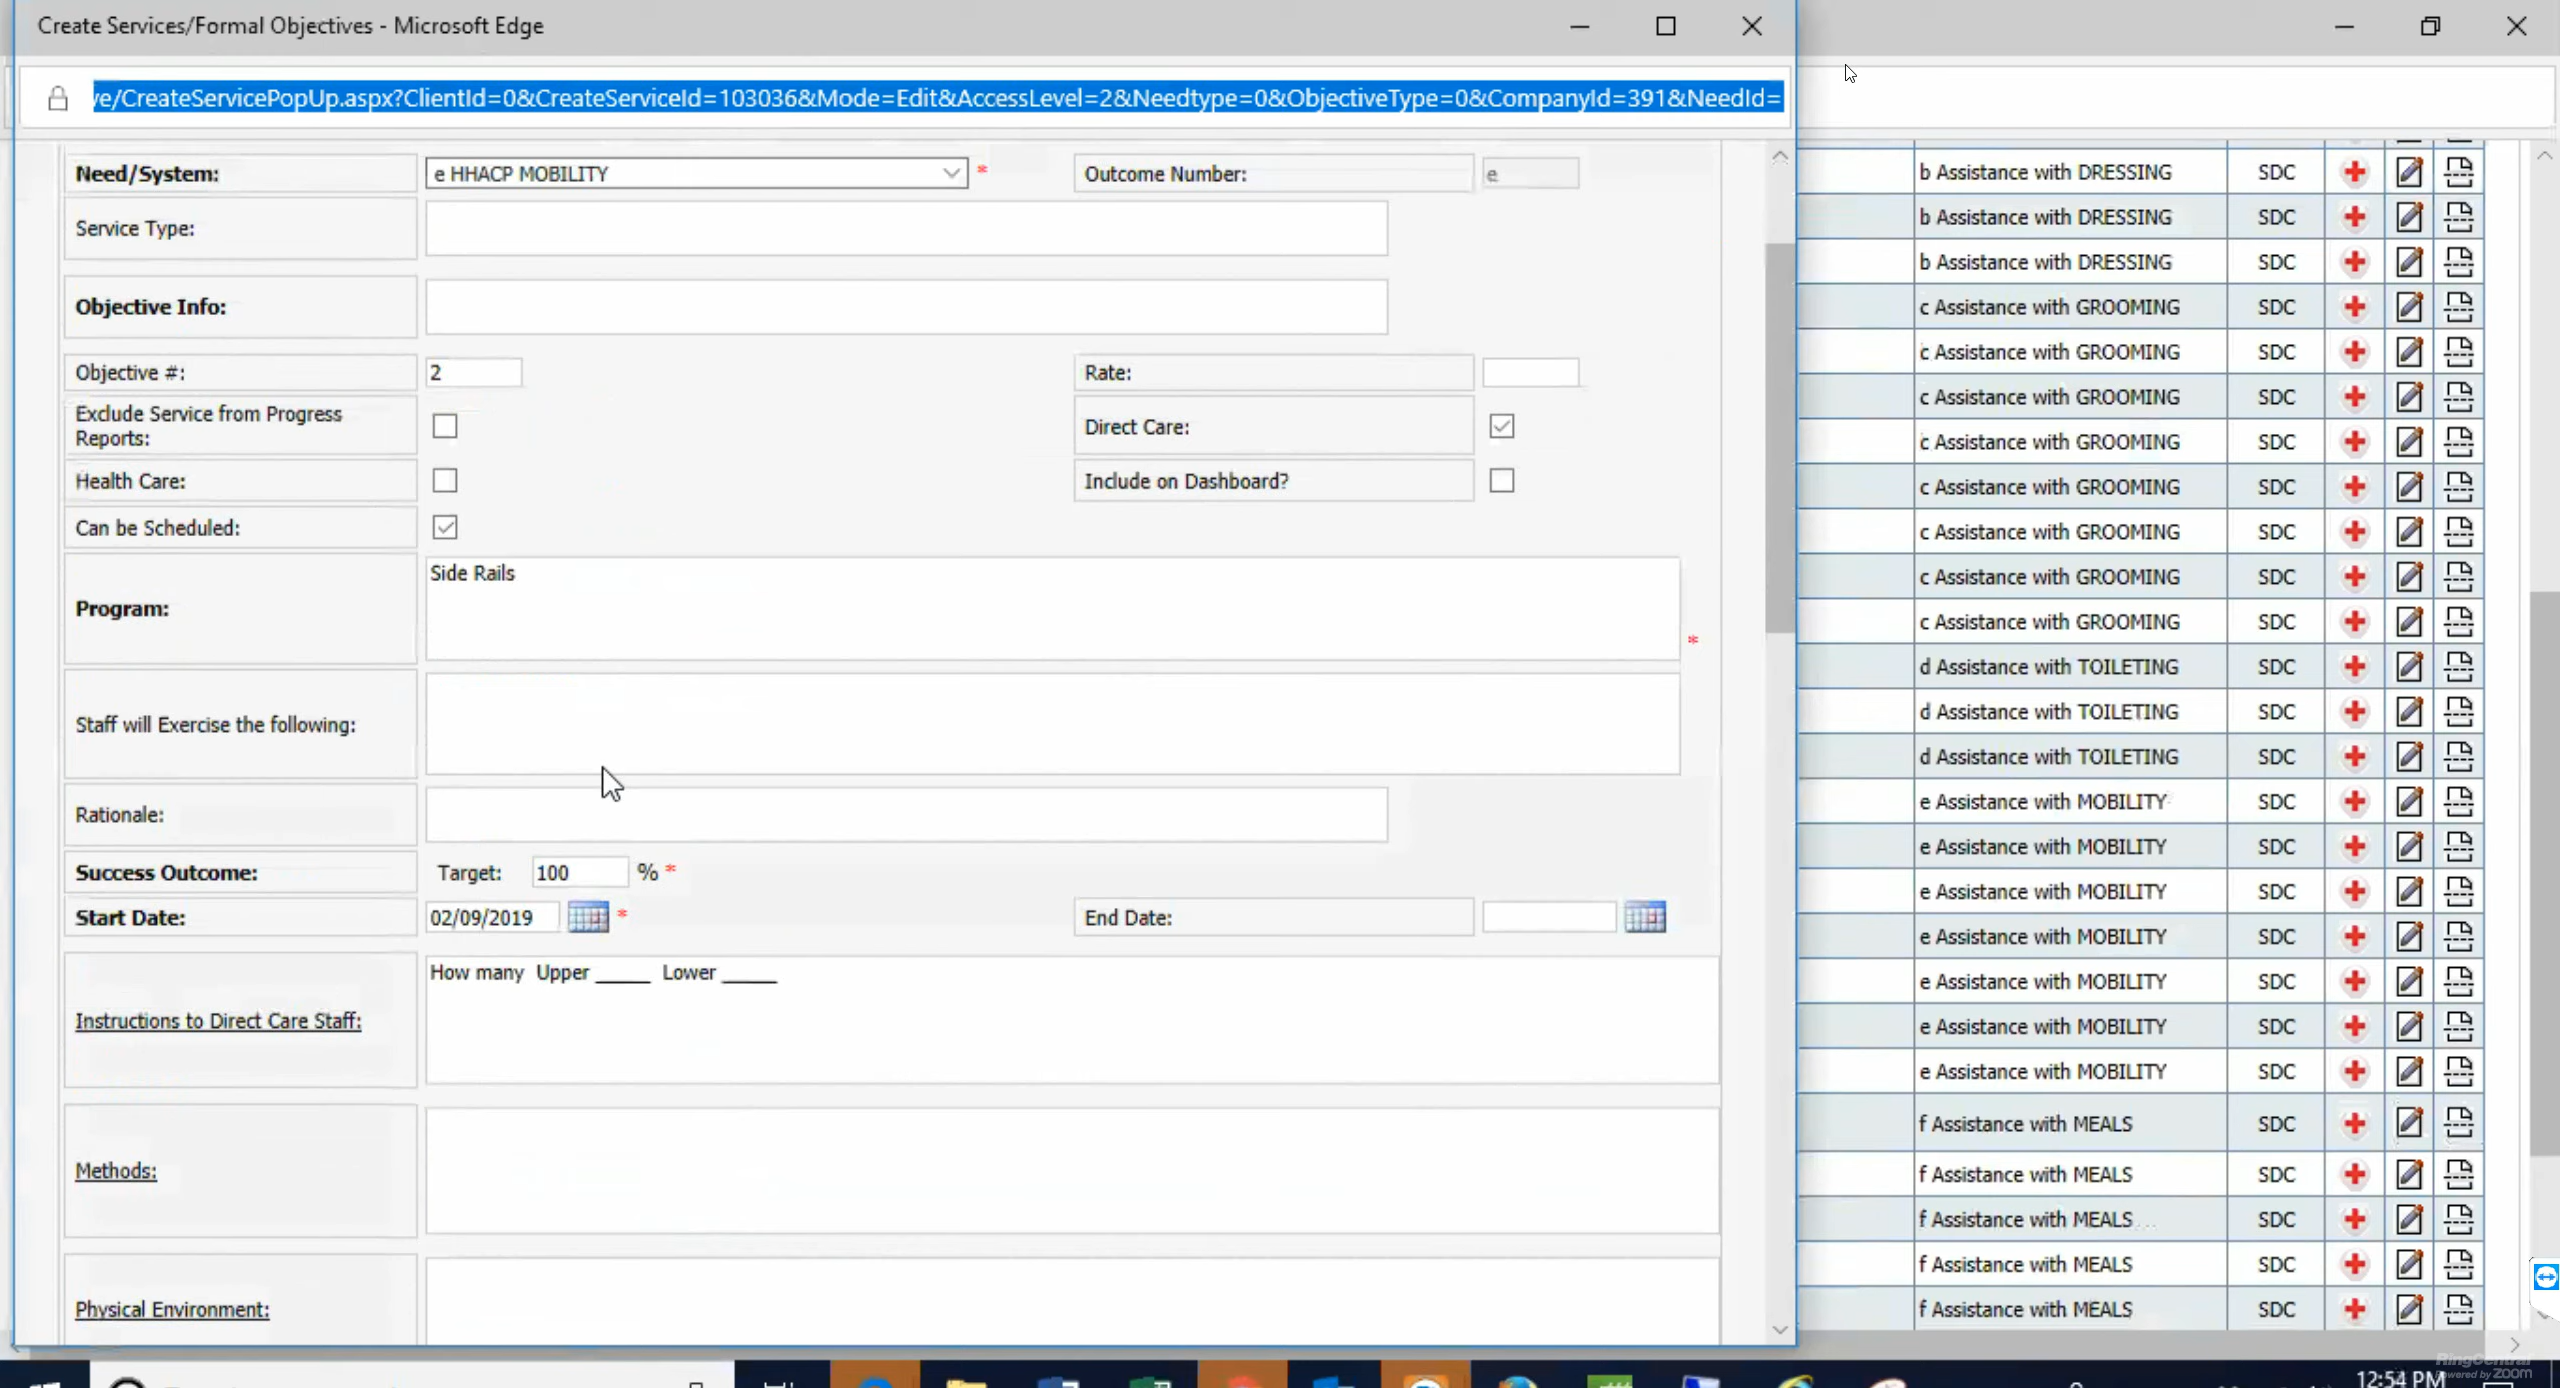 Create Services/Formal Objectives - Microsoft Edge
ve/CreateServicePopUp.aspx?ClientId=0&CreateServiceId=103036&Mode=Edit&AccessLevel=2&Needtype=0&ObjectiveType=0&CompanyId=391&NeedId=
Need/System: e HHACP MOBILITY * Outcome Number: e
Service Type:
Objective Info:
Objective #: 2 Rate:
Exclude Service from Progress
Reports:
Direct Care:
Health Care: Include on Dashboard?
Can be Scheduled:
Program: Side Rails *
Staff will Exercise the following:
Rationale:
Success Outcome: Target: 100 % *
Start Date: 02/09/2019 * End Date:
Instructions to Direct Care Staff: How many Upper _____ Lower _____
Methods:
Physical Environment:
b Assistance with DRESSING SDC
b Assistance with DRESSING SDC
b Assistance with DRESSING SDC
c Assistance with GROOMING SDC
c Assistance with GROOMING SDC
c Assistance with GROOMING SDC
c Assistance with GROOMING SDC
c Assistance with GROOMING SDC
c Assistance with GROOMING SDC
c Assistance with GROOMING SDC
c Assistance with GROOMING SDC
d Assistance with TOILETING SDC
d Assistance with TOILETING SDC
d Assistance with TOILETING SDC
e Assistance with MOBILITY SDC
e Assistance with MOBILITY SDC
e Assistance with MOBILITY SDC
e Assistance with MOBILITY SDC
e Assistance with MOBILITY SDC
e Assistance with MOBILITY SDC
e Assistance with MOBILITY SDC
f Assistance with MEALS SDC
f Assistance with MEALS SDC
f Assistance with MEALS SDC
f Assistance with MEALS SDC
f Assistance with MEALS SDC
RingCentral
Powered by ZOOM
12:54 PM